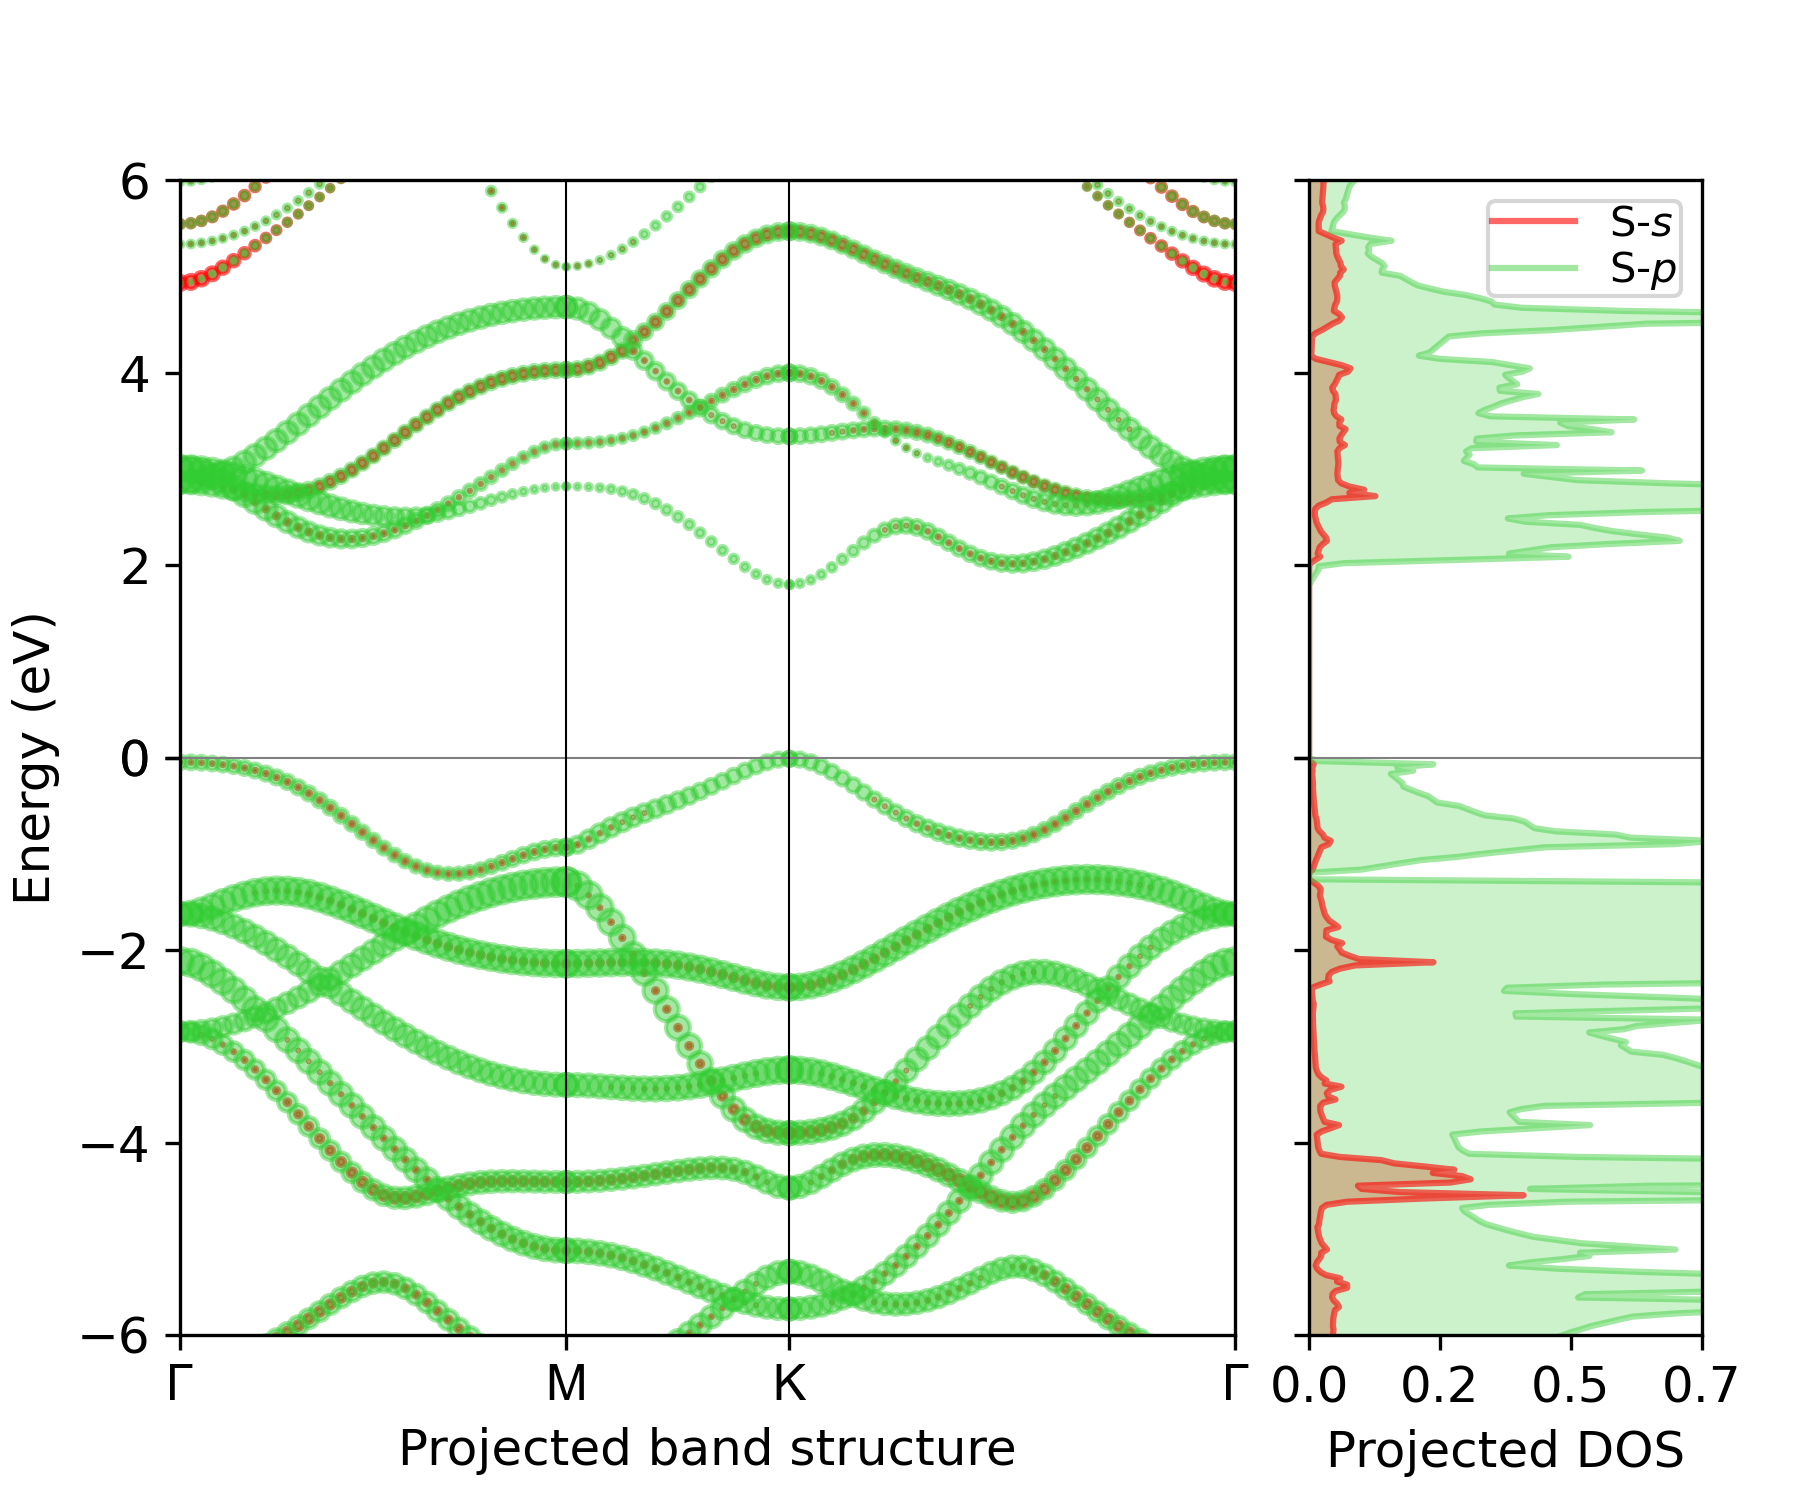 6
4
2
0
−2
−4
−6
Energy (eV)
Γ
M
K
Γ
Projected band structure
S-s
S-p
0.0
0.2
0.5
0.7
Projected DOS